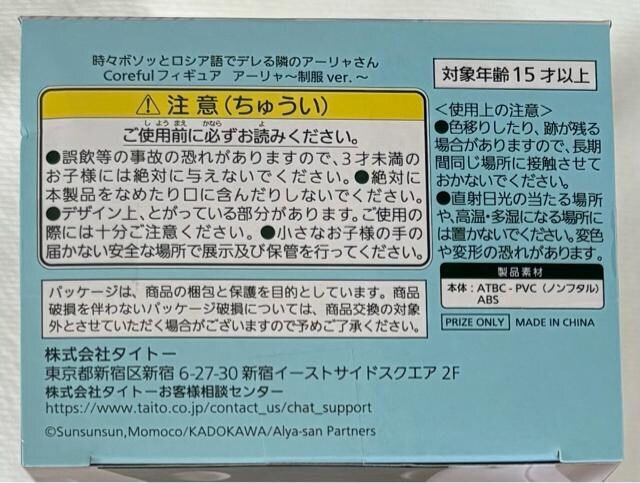 時々ボソッとロシア語でデレる隣のアーリャさん
Corefulフィギュア アーリャ～制服 ver.～
対象年齢15才以上
⚠注意(ちゅうい)
ご使用前に必ずお読みください。
●誤飲等の事故の恐れがありますので、3才未満の
お子様には絶対に与えないでください。●絶対に
本製品をなめたり口に含んだりしないでください。
●デザイン上、とがっている部分があります。ご使用の
際には十分ご注意ください。●小さなお子様の手の
届かない安全な場所で展示及び保管を行ってください。
＜使用上の注意＞
●色移りしたり、跡が残る
場合がありますので、長期
間同じ場所に接触させて
おかないでください。
●直射日光の当たる場所
や、高温・多湿になる場所に
は置かないでください。変色
や変形の恐れがあります。
製品素材
本体：ATBC-PVC（ノンフタル）
ABS
PRIZE ONLY MADE IN CHINA
パッケージは、商品の梱包と保護を目的としています。商品
破損を伴わないパッケージ破損については、商品交換の対象
外とさせていただく場合がございますので予めご了承ください。
株式会社タイトー
東京都新宿区新宿 6-27-30 新宿イーストサイドスクエア 2F
株式会社タイトーお客様相談センター
https://www.taito.co.jp/contact_us/chat_support
©Sunsunsun,Momoco/KADOKAWA/Alya-san Partners